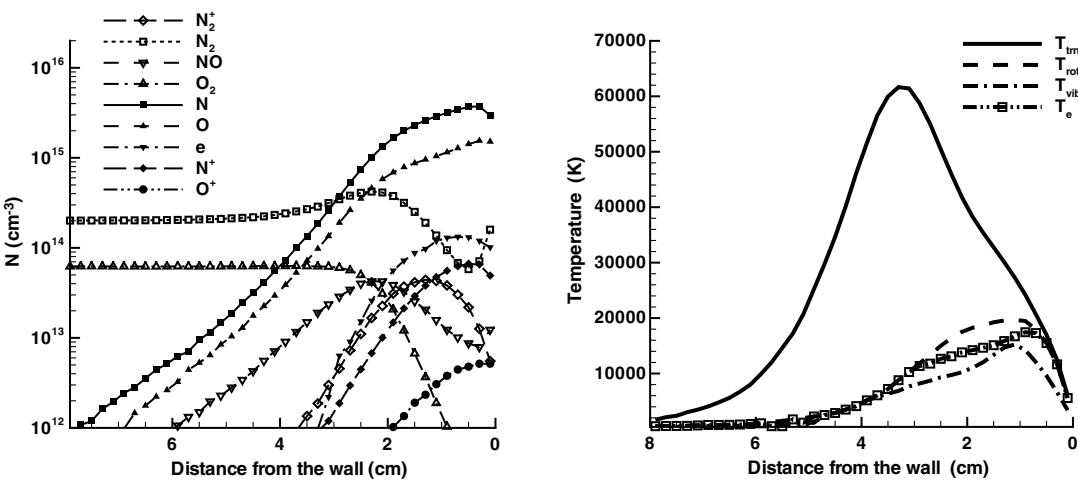 N₂⁺
N₂
NO
O₂
N
O
e
N⁺
O⁺
10¹⁶
10¹⁵
10¹⁴
10¹³
10¹²
N (cm⁻³)
6
4
2
0
Distance from the wall (cm)
70000
60000
50000
40000
30000
20000
10000
Temperature (K)
8
6
4
2
0
Distance from the wall (cm)
T_trn
T_rot
T_vib
T_e